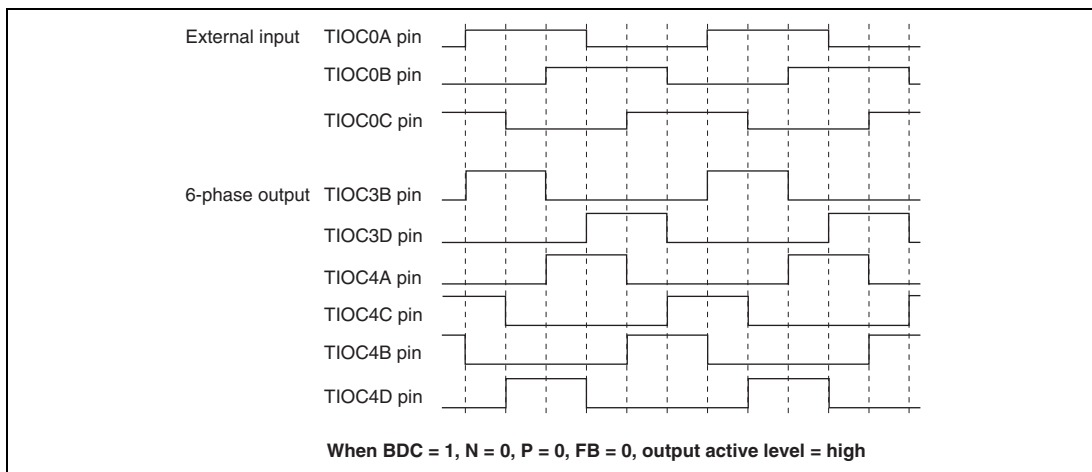 External input TIOC0A pin
TIOC0B pin
TIOC0C pin
6-phase output TIOC3B pin
TIOC3D pin
TIOC4A pin
TIOC4C pin
TIOC4B pin
TIOC4D pin
When BDC = 1, N = 0, P = 0, FB = 0, output active level = high